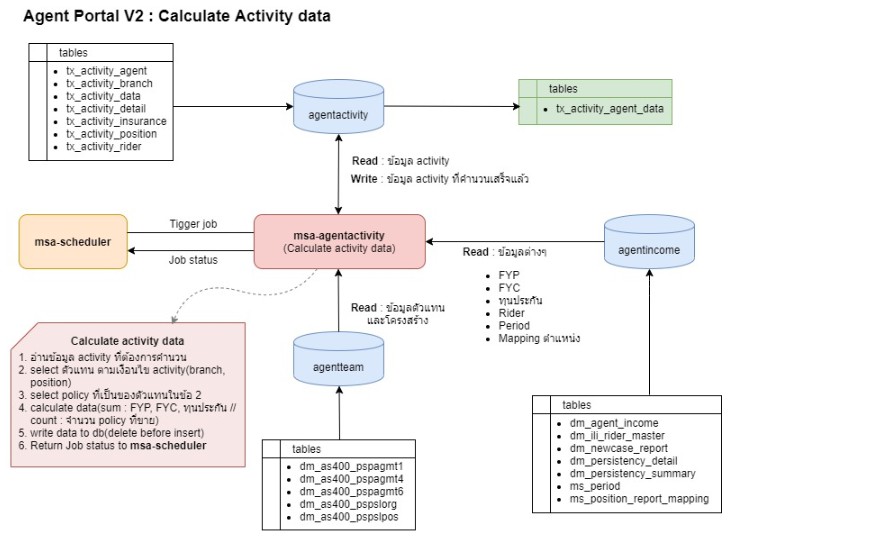 Agent Portal V2 : Calculate Activity data
tables
tx_activity_agent
tx_activity_branch
tx_activity_data
tx_activity_detail
tx_activity_insurance
tx_activity_position
tx_activity_rider
agentactivity
tables
tx_activity_agent_data
Read : ข้อมูล activity
Write : ข้อมูล activity ที่คำนวนเสร็จแล้ว
msa-scheduler
Tigger job
Job status
msa-agentactivity
(Calculate activity data)
Read : ข้อมูลต่างๆ
FYP
FYC
ทุนประกัน
Rider
Period
Mapping ตำแหน่ง
agentincome
Read : ข้อมูลตัวแทน
และโครงสร้าง
agentteam
Calculate activity data
1. อ่านข้อมูล activity ที่ต้องการคำนวน
2. select ตัวแทน ตามเงื่อนไข activity(branch,
position)
3. select policy ที่เป็นของตัวแทนในข้อ 2
4. calculate data(sum : FYP, FYC, ทุนประกัน //
count : จำนวน policy ที่ขาย)
5. write data to db(delete before insert)
6. Return Job status to msa-scheduler
tables
dm_as400_pspagmt1
dm_as400_pspagmt4
dm_as400_pspagmt6
dm_as400_pspslorg
dm_as400_pspslpos
tables
dm_agent_income
dm_ili_rider_master
dm_newcase_report
dm_persistency_detail
dm_persistency_summary
ms_period
ms_position_report_mapping